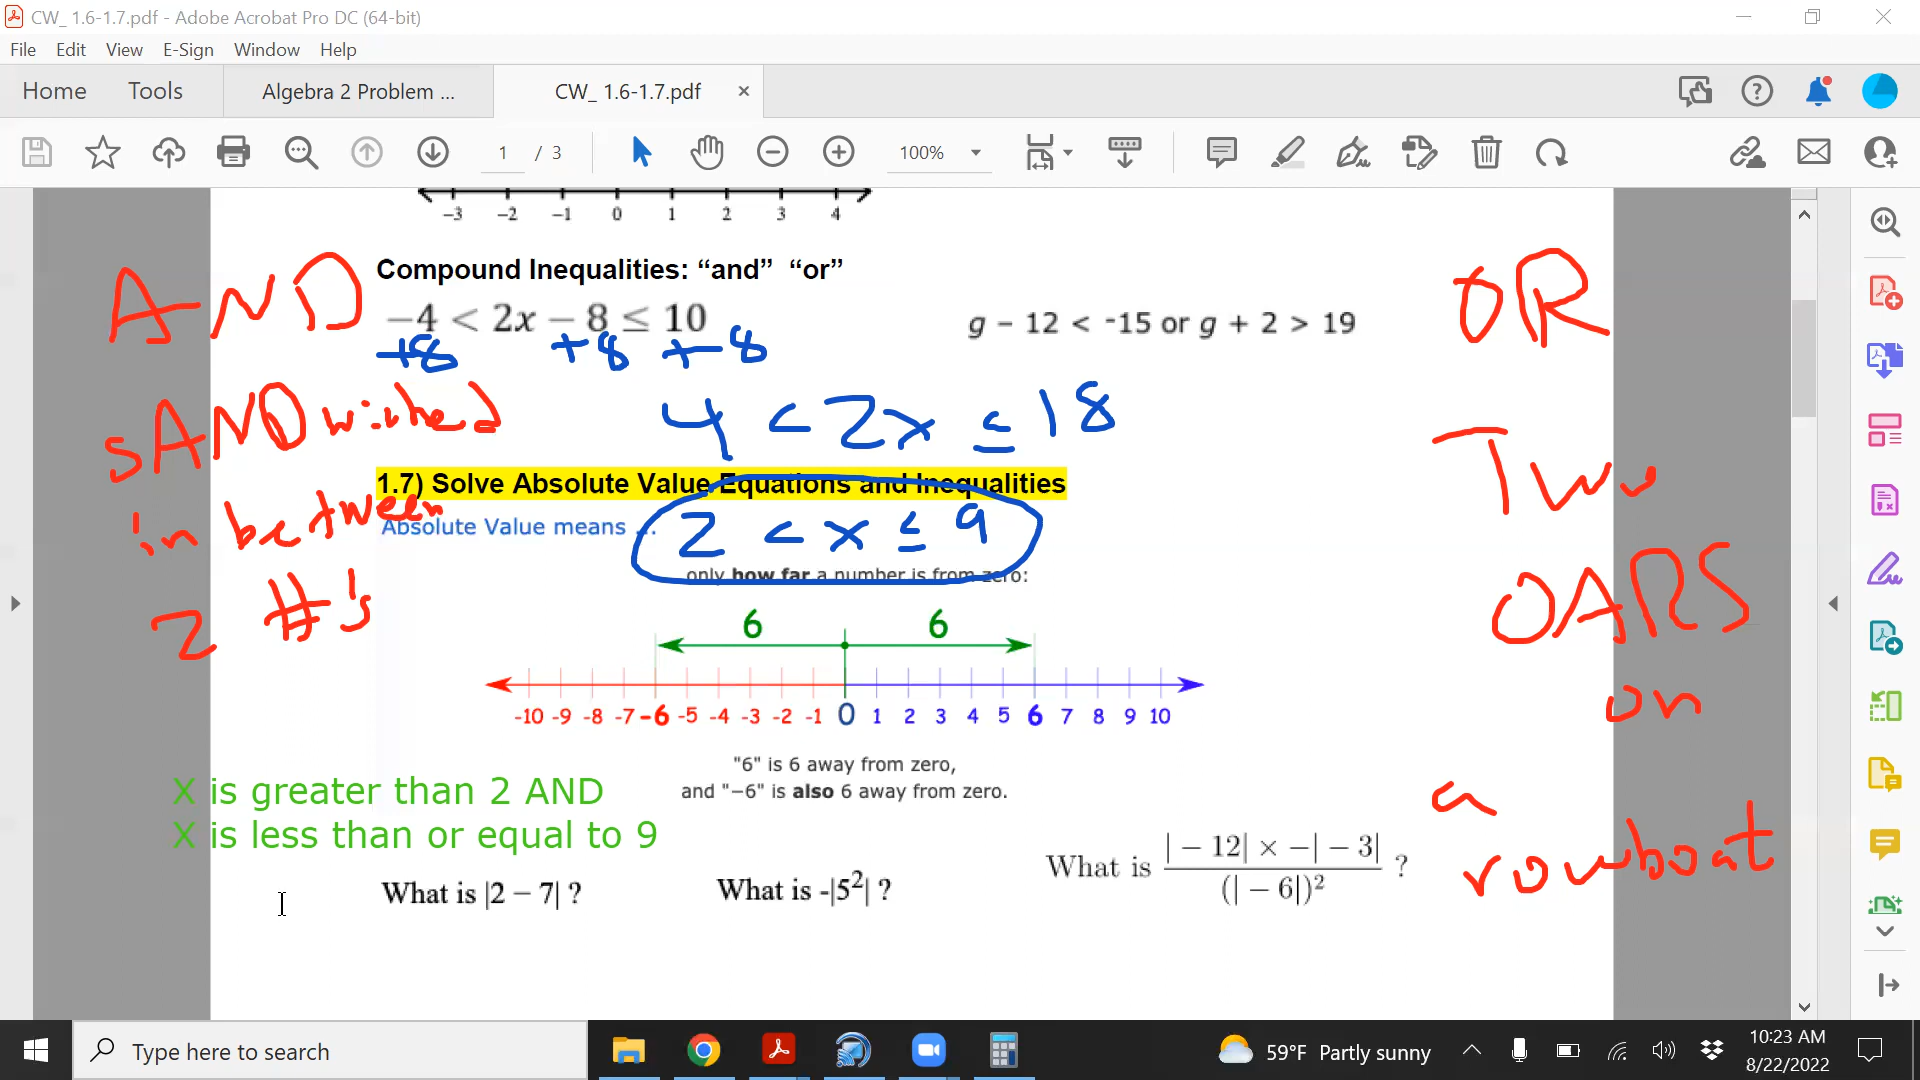 CW_ 1.6-1.7.pdf - Adobe Acrobat Pro DC (64-bit)
File Edit View E-Sign Window Help
Home Tools Algebra 2 Problem ... CW_ 1.6-1.7.pdf ×
1 / 3 100%
-3 -2 -1 0 1 2 3 4
Compound Inequalities: “and” “or”
AND
−4 < 2x − 8 ≤ 10
g − 12 < -15 or g + 2 > 19
OR
+8 +8 +8
sANDwiched
4 < 2x ≤ 18
Two
1.7) Solve Absolute Value Equations and Inequalities
in between
Absolute Value means ...
2 < x ≤ 9
only how far a number is from zero:
2 #'s
OARS
6 6
-10 -9 -8 -7 -6 -5 -4 -3 -2 -1 0 1 2 3 4 5 6 7 8 9 10
on
"6" is 6 away from zero,
and "−6" is also 6 away from zero.
X is greater than 2 AND
X is less than or equal to 9
a
rowboat
What is |2 − 7| ?
What is -|5²| ?
What is |− 12| × −|− 3| / (|− 6|)² ?
Type here to search
59°F Partly sunny
10:23 AM
8/22/2022